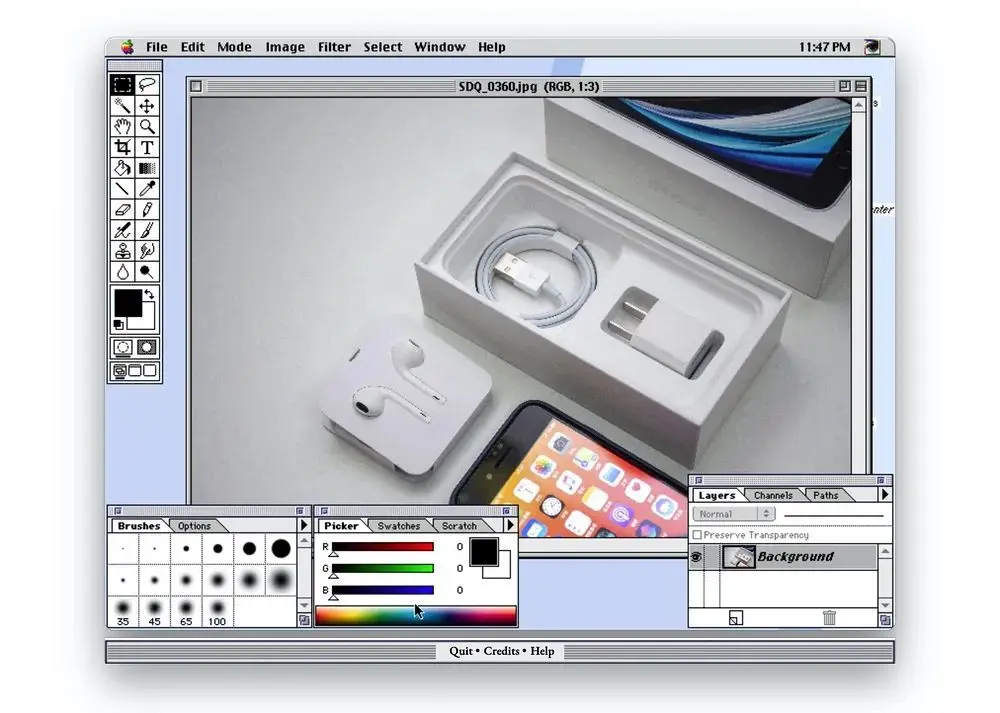 File Edit Mode Image Filter Select Window Help 11:47 PM
SDQ_0360.jpg (RGB, 1:3)
T
Layers Channels Paths
Normal
Preserve Transparency
Background
Brushes Options
35 45 65 100
Picker Swatches Scratch
R 0
G 0
B 0
Quit • Credits • Help